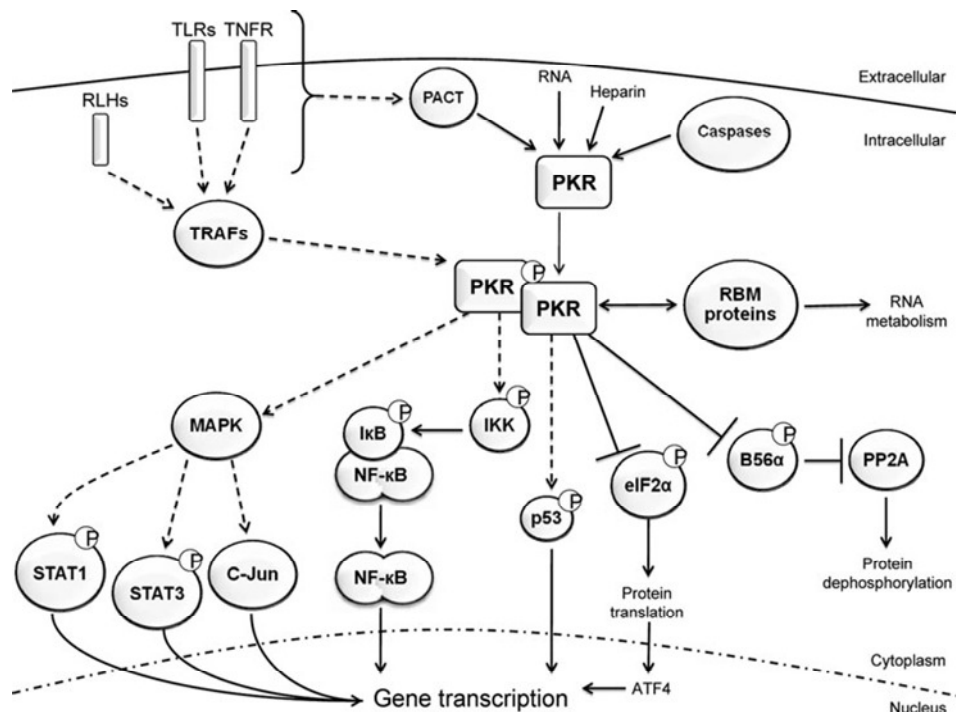 TLRs TNFR
RLHs
PACT
RNA
Heparin
Caspases
Extracellular
Intracellular
PKR
TRAFs
PKR
P
PKR
RBM
proteins
RNA
metabolism
MAPK
P
IκB
NF-κB
P
IKK
P
p53
P
eIF2α
P
B56α
PP2A
P
STAT1
P
STAT3
C-Jun
NF-κB
Protein
translation
Protein
dephosphorylation
Cytoplasm
Gene transcription
ATF4
Nucleus